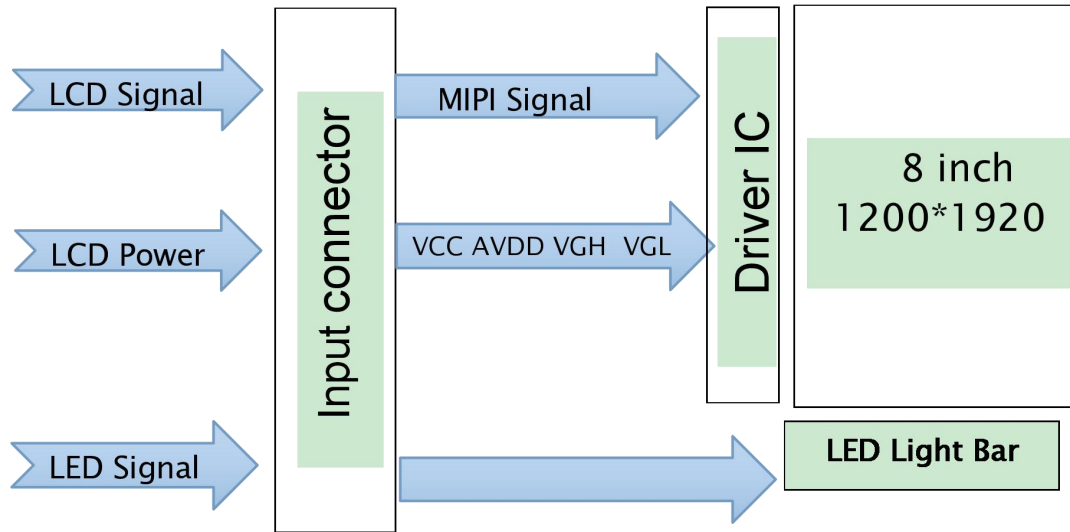 LCD Signal
MIPI Signal
LCD Power
VCC AVDD VGH VGL
LED Signal
Input connector
Driver IC
8 inch
1200*1920
LED Light Bar